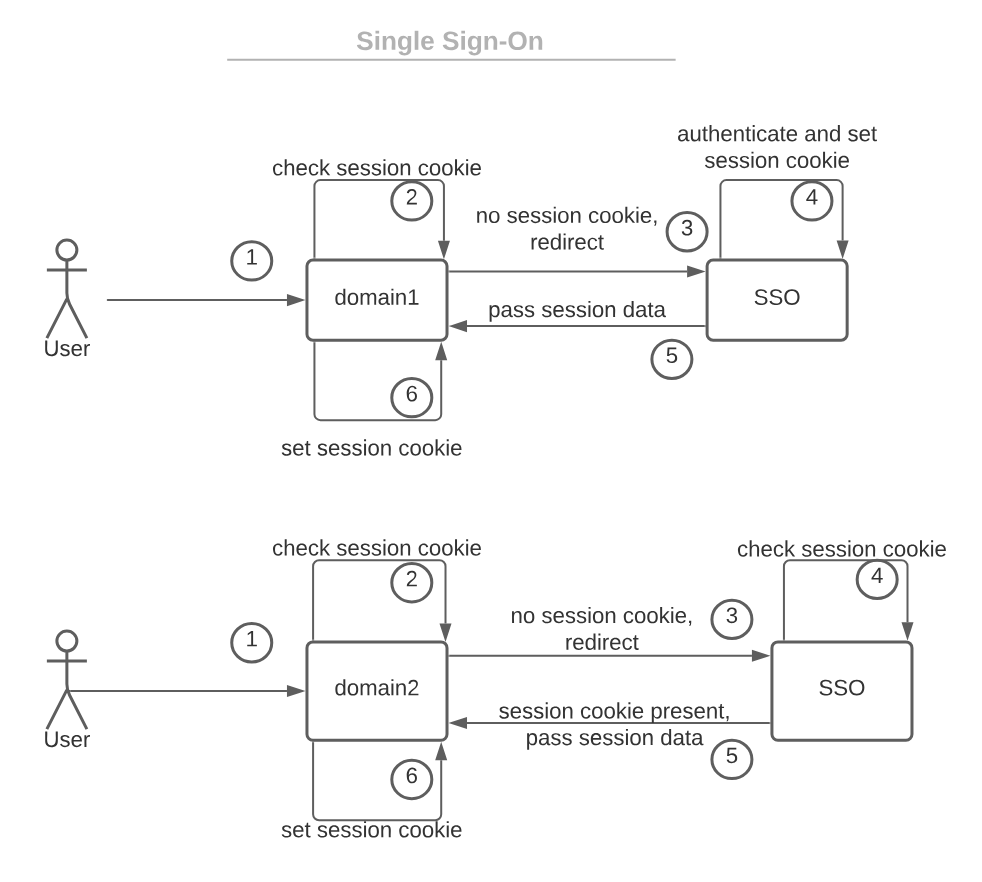 Single Sign-On
authenticate and set
session cookie
check session cookie
2
4
no session cookie,
redirect
3
1
domain1
SSO
pass session data
User
5
6
set session cookie
check session cookie
check session cookie
2
4
no session cookie,
redirect
3
1
domain2
SSO
session cookie present,
pass session data
User
5
6
set session cookie